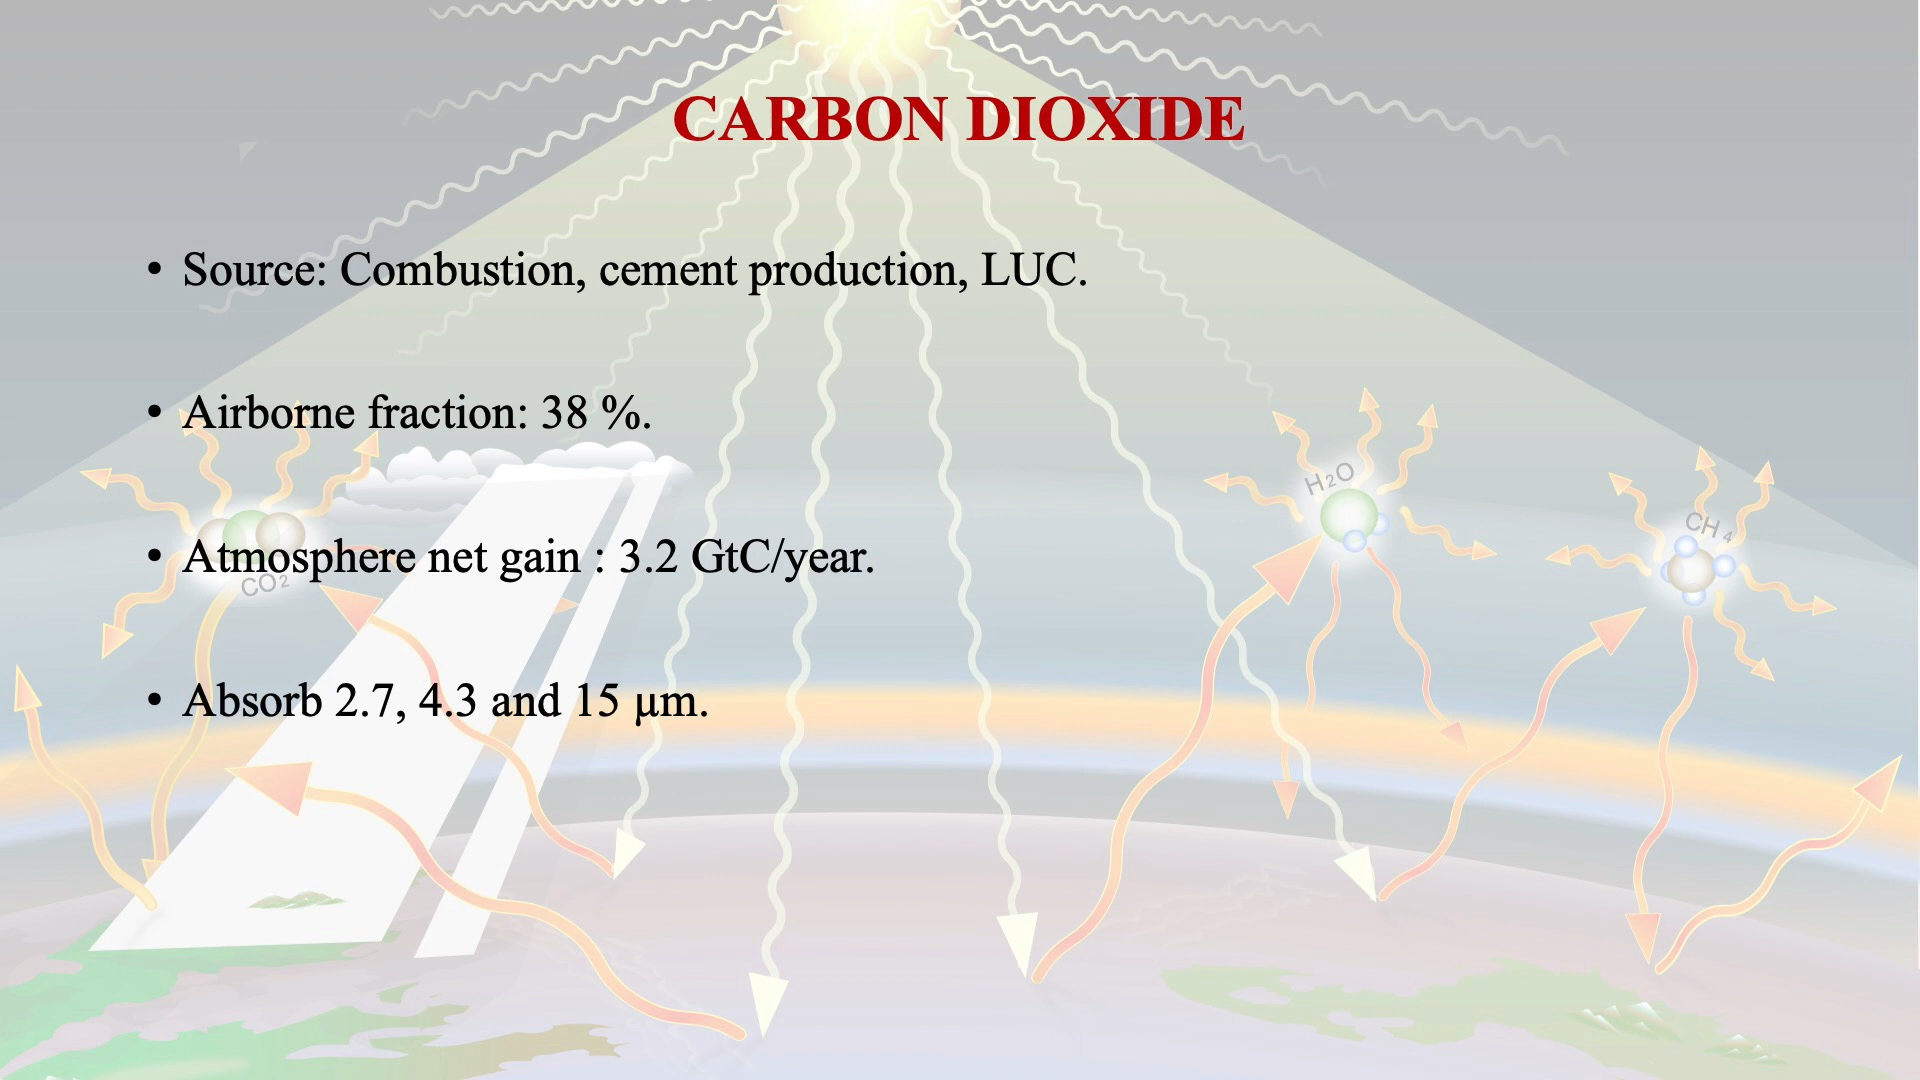 CARBON DIOXIDE
• Source: Combustion, cement production, LUC.
• Airborne fraction: 38 %.
H₂O
• Atmosphere net gain : 3.2 GtC/year.
CH₄
CO₂
• Absorb 2.7, 4.3 and 15 µm.